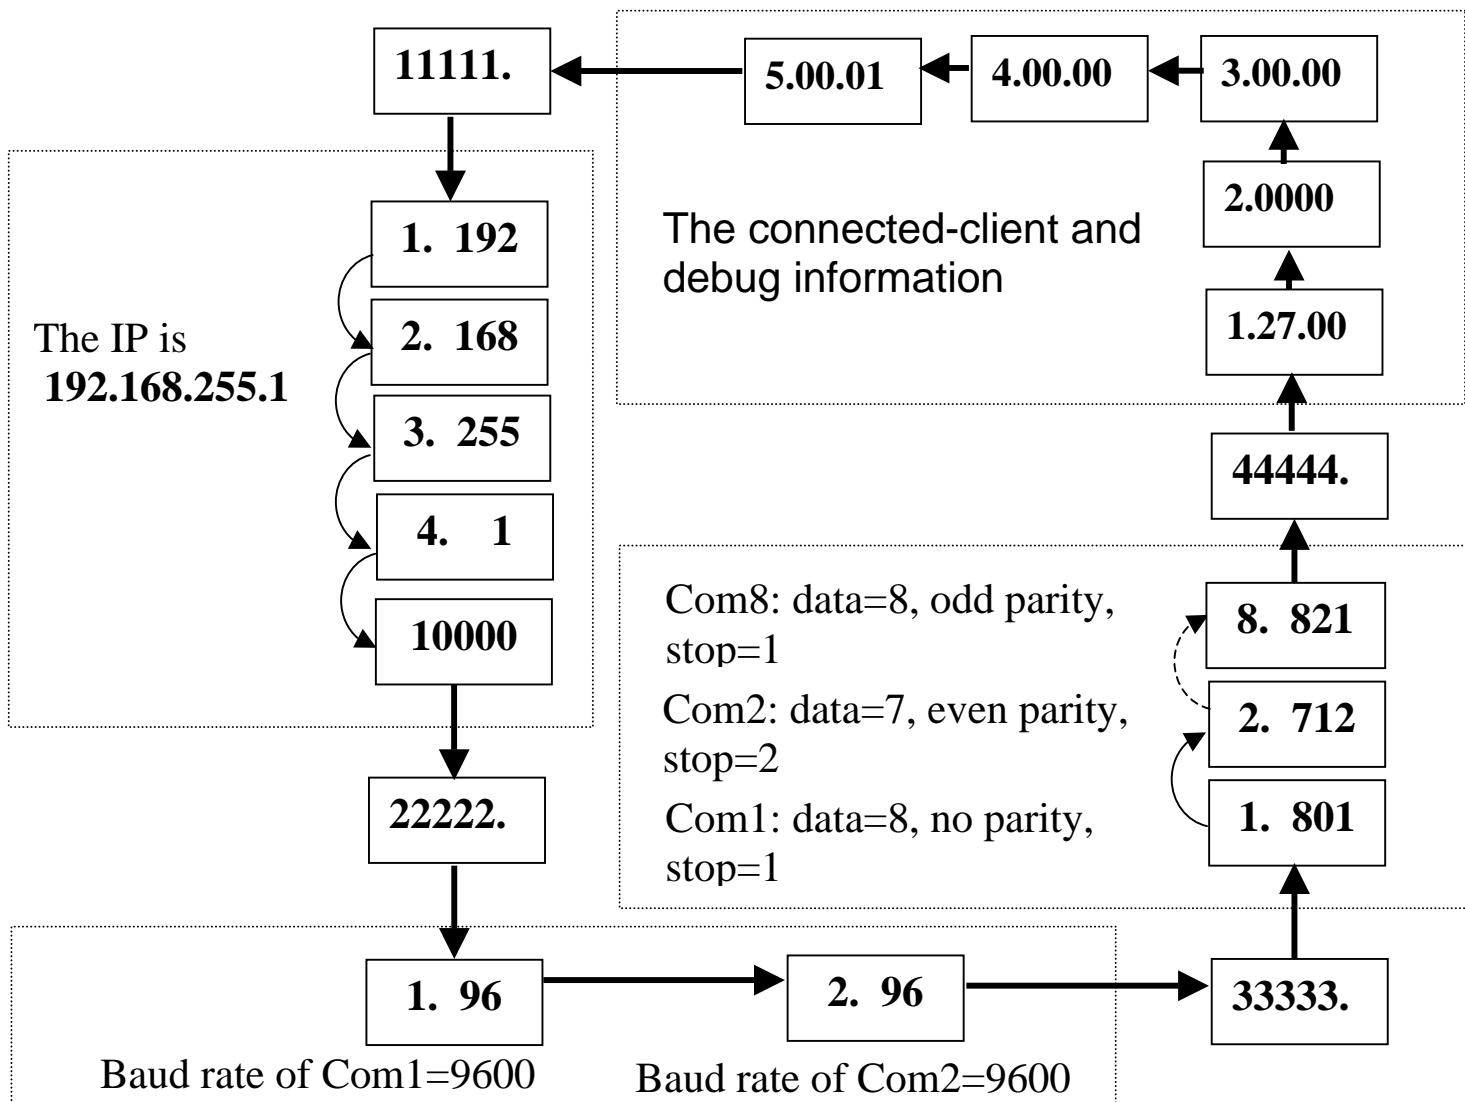 11111.
5.00.01
4.00.00
3.00.00
2.0000
1.27.00
The connected-client and
debug information
1. 192
2. 168
3. 255
4. 1
10000
The IP is
192.168.255.1
44444.
Com8: data=8, odd parity,
stop=1
8. 821
Com2: data=7, even parity,
stop=2
2. 712
Com1: data=8, no parity,
stop=1
1. 801
22222.
1. 96
2. 96
33333.
Baud rate of Com1=9600
Baud rate of Com2=9600